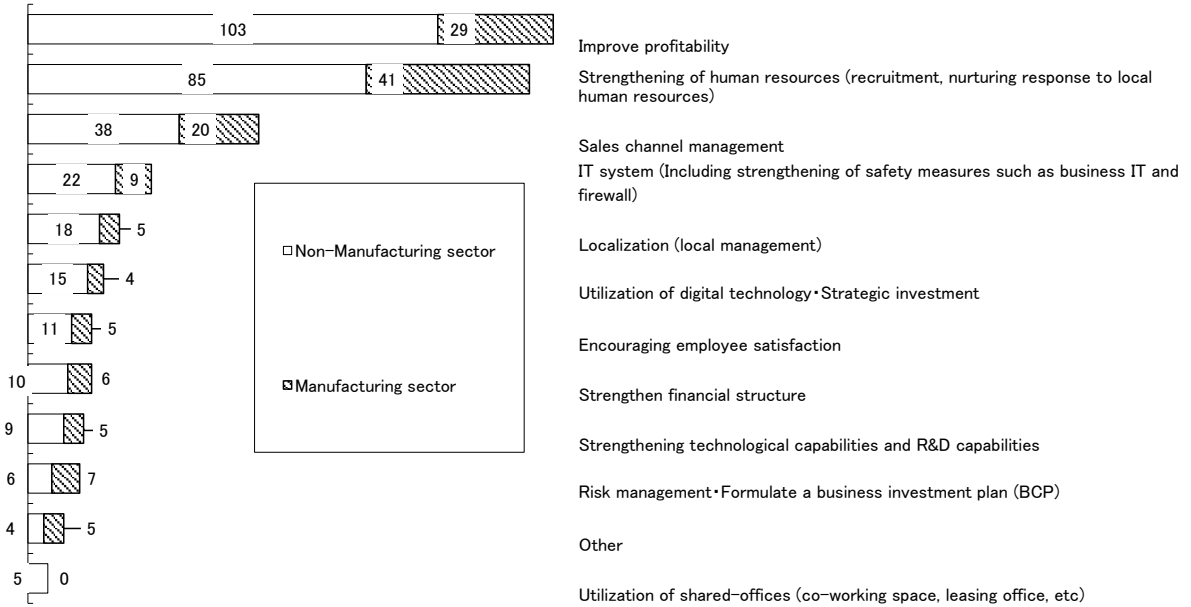 103 29
Improve profitability
85 41
Strengthening of human resources (recruitment, nurturing response to local
human resources)
38 20
Sales channel management
22 9
IT system (Including strengthening of safety measures such as business IT and
firewall)
18 5
Localization (local management)
□Non-Manufacturing sector
15 4
Utilization of digital technology・Strategic investment
11 5
Encouraging employee satisfaction
10 6
Manufacturing sector
Strengthen financial structure
9 5
Strengthening technological capabilities and R&D capabilities
6 7
Risk management・Formulate a business investment plan (BCP)
4 5
Other
5 0
Utilization of shared-offices (co-working space, leasing office, etc)